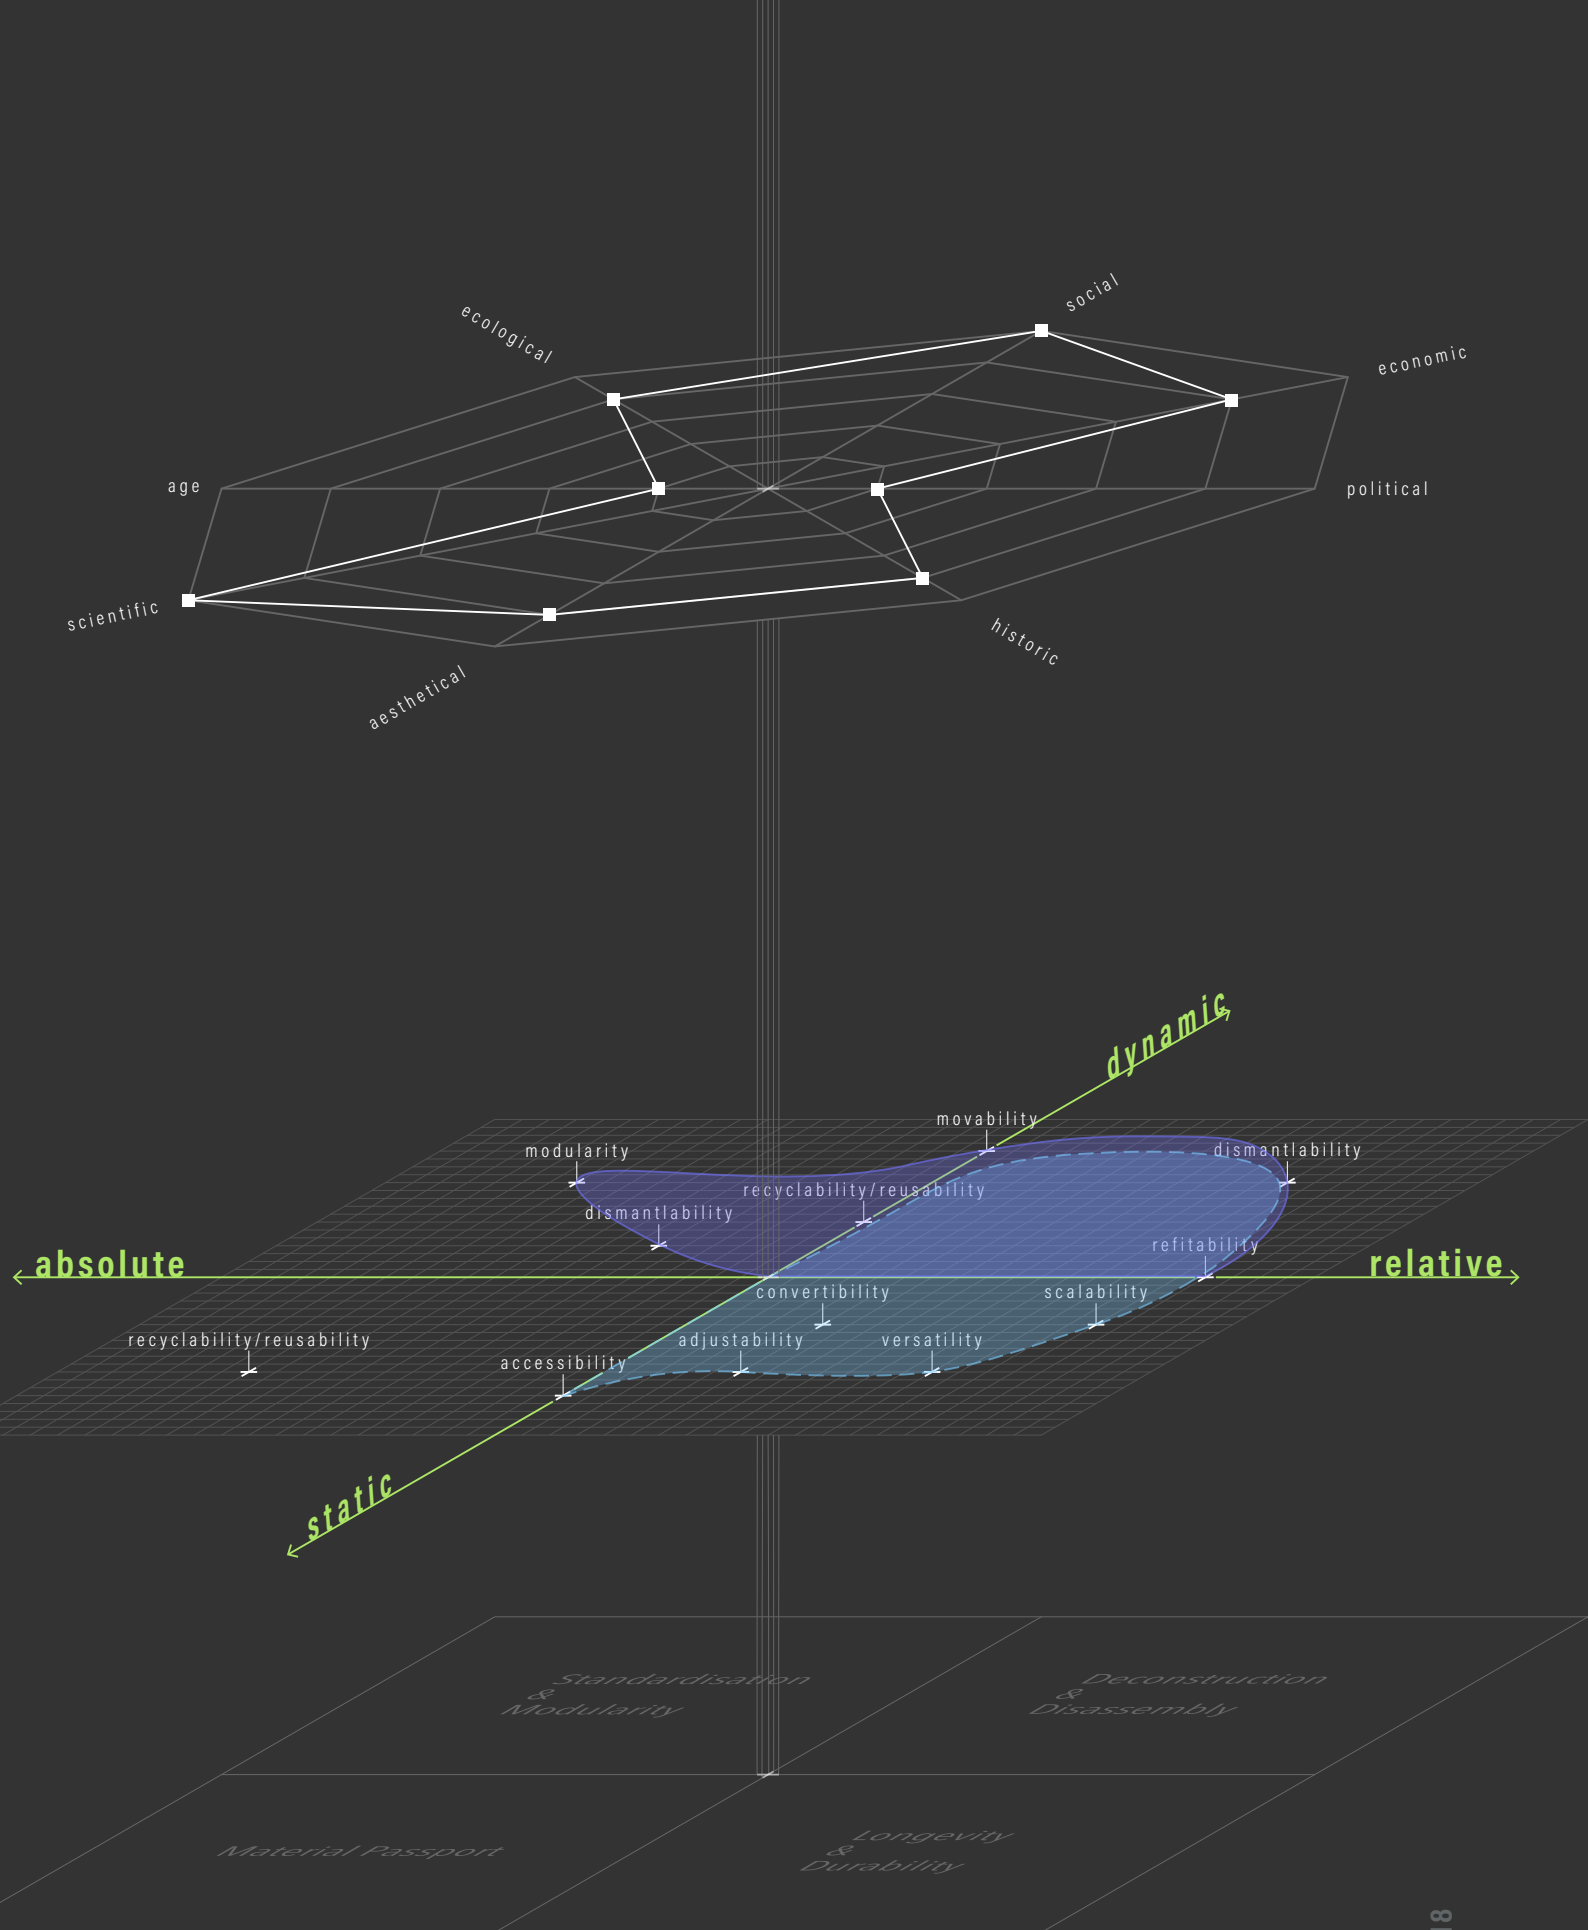 social
ecological
economic
age
political
scientific
historic
aesthetical
dynamic
movability
modularity
dismantlability
recyclability/reusability
dismantlability
refitability
absolute
relative
convertibility
scalability
recyclability/reusability
adjustability
versatility
accessibility
static
Standardisation
&
Modularity
Deconstruction
&
Disassembly
Material Passport
Longevity
&
Durability